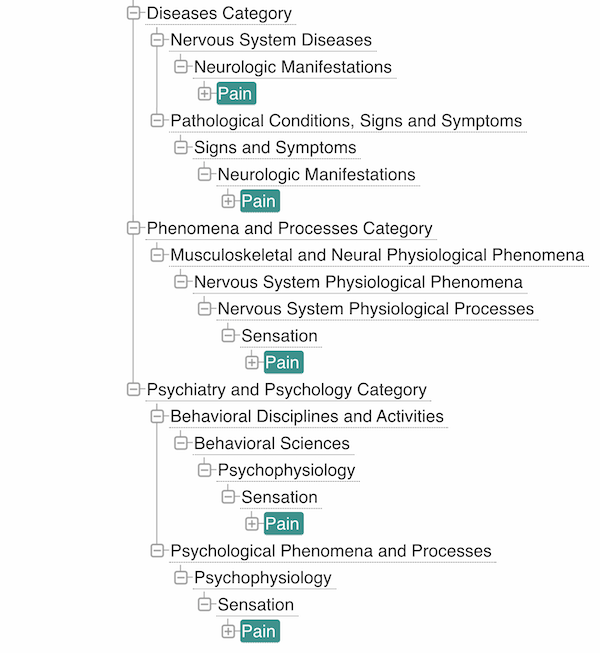 Diseases Category
Nervous System Diseases
Neurologic Manifestations
Pain
Pathological Conditions, Signs and Symptoms
Signs and Symptoms
Neurologic Manifestations
Pain
Phenomena and Processes Category
Musculoskeletal and Neural Physiological Phenomena
Nervous System Physiological Phenomena
Nervous System Physiological Processes
Sensation
Pain
Psychiatry and Psychology Category
Behavioral Disciplines and Activities
Behavioral Sciences
Psychophysiology
Sensation
Pain
Psychological Phenomena and Processes
Psychophysiology
Sensation
Pain